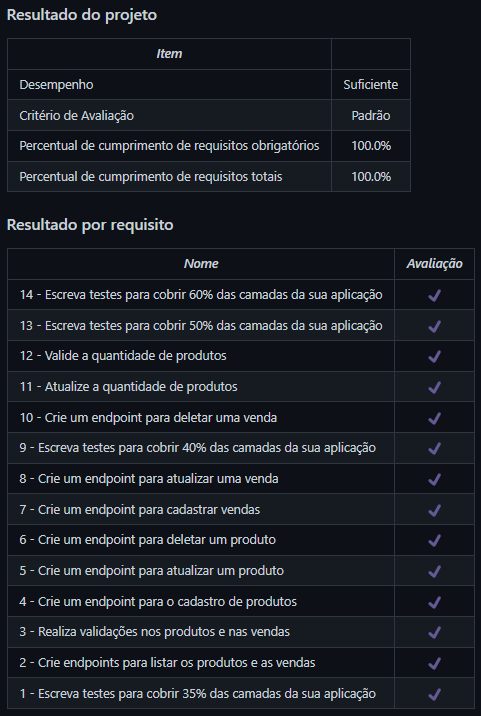 Resultado do projeto
Item
Desempenho Suficiente
Critério de Avaliação Padrão
Percentual de cumprimento de requisitos obrigatórios 100.0%
Percentual de cumprimento de requisitos totais 100.0%
Resultado por requisito
Nome Avaliação
14 - Escreva testes para cobrir 60% das camadas da sua aplicação ✔
13 - Escreva testes para cobrir 50% das camadas da sua aplicação ✔
12 - Valide a quantidade de produtos ✔
11 - Atualize a quantidade de produtos ✔
10 - Crie um endpoint para deletar uma venda ✔
9 - Escreva testes para cobrir 40% das camadas da sua aplicação ✔
8 - Crie um endpoint para atualizar uma venda ✔
7 - Crie um endpoint para cadastrar vendas ✔
6 - Crie um endpoint para deletar um produto ✔
5 - Crie um endpoint para atualizar um produto ✔
4 - Crie um endpoint para o cadastro de produtos ✔
3 - Realiza validações nos produtos e nas vendas ✔
2 - Crie endpoints para listar os produtos e as vendas ✔
1 - Escreva testes para cobrir 35% das camadas da sua aplicação ✔